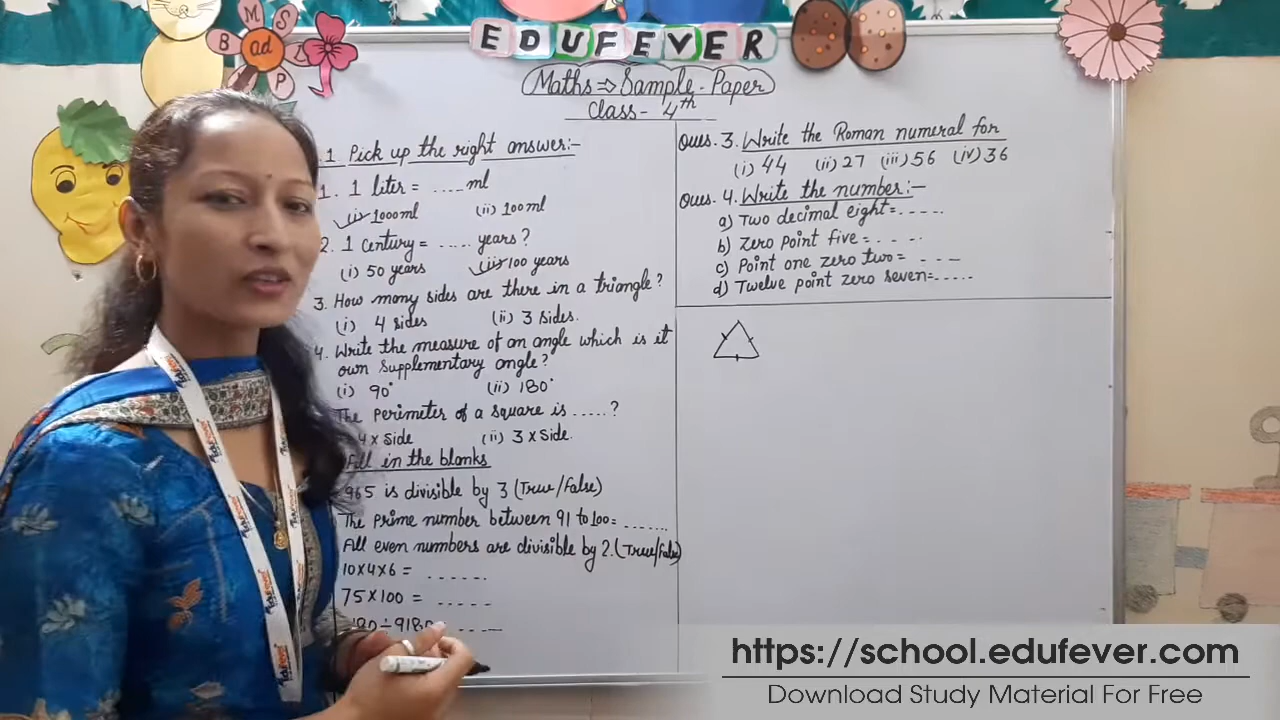 EDUFEVER
Maths ⇒ Sample-Paper
Class- 4th
.1 Pick up the right answer:-
1. 1 liter = ....ml
(i) 1000ml (ii) 100ml
2. 1 century = ..... years?
(i) 50 years (ii) 100 years
3. How many sides are there in a triangle?
(i) 4 sides (ii) 3 sides.
4. Write the measure of an angle which is it
own supplementary angle?
(i) 90° (ii) 180°
The perimeter of a square is .....?
4 x side (ii) 3 x side.
Fill in the blanks
965 is divisible by 3 (True/False)
The prime number between 91 to 100= ......
All even numbers are divisible by 2. (True/False)
10x4x6 = ......
75x100 = .....
Ques. 3. Write the Roman numeral for
(i) 44 (ii) 27 (iii) 56 (iv) 36
Ques. 4. Write the number:-
a) Two decimal eight=.....
b) Zero point five = ....
c) Point one zero two= ...
d) Twelve point zero seven=.....
https://school.edufever.com
Download Study Material For Free